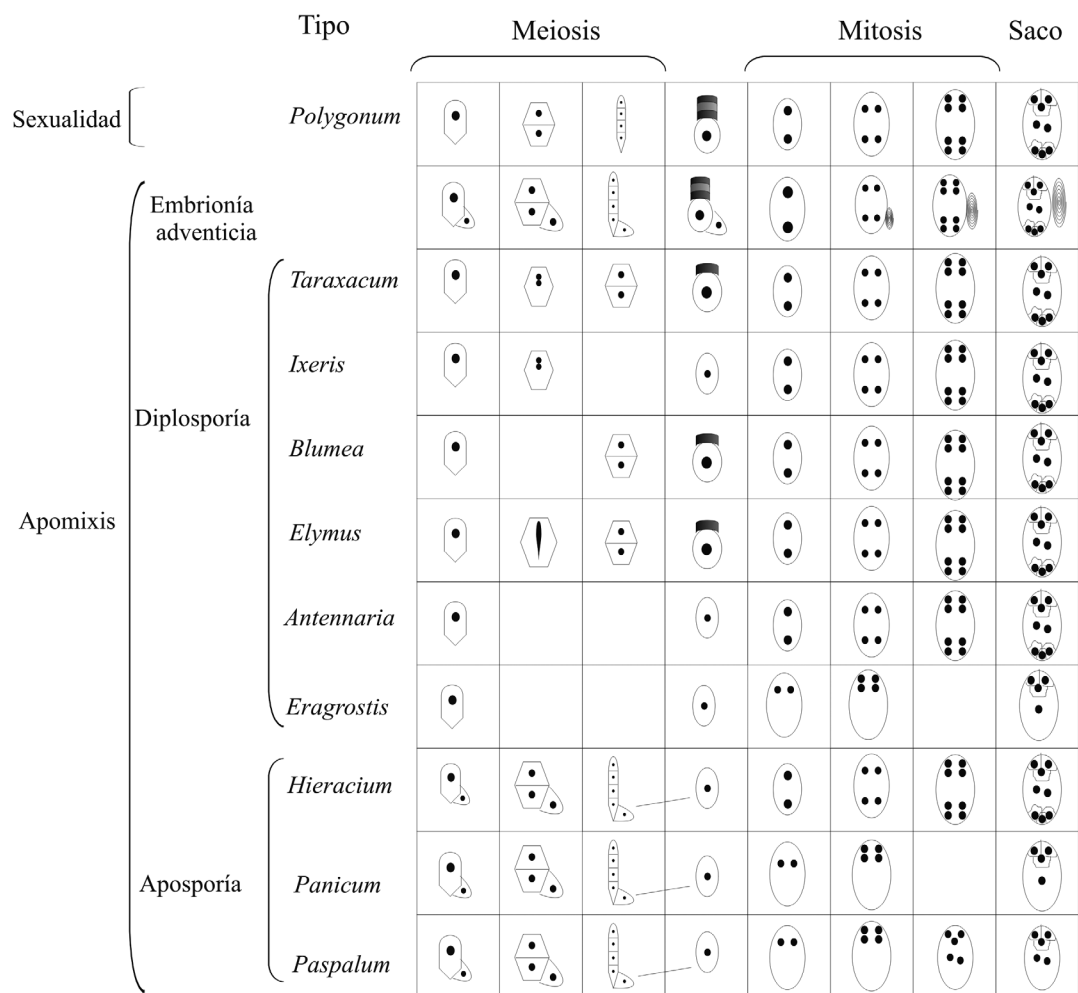 Tipo Meiosis Mitosis Saco
Sexualidad Polygonum
Embrionía
adventicia
Taraxacum
Ixeris
Diplosporía
Blumea
Apomixis
Elymus
Antennaria
Eragrostis
Hieracium
Aposporía
Panicum
Paspalum